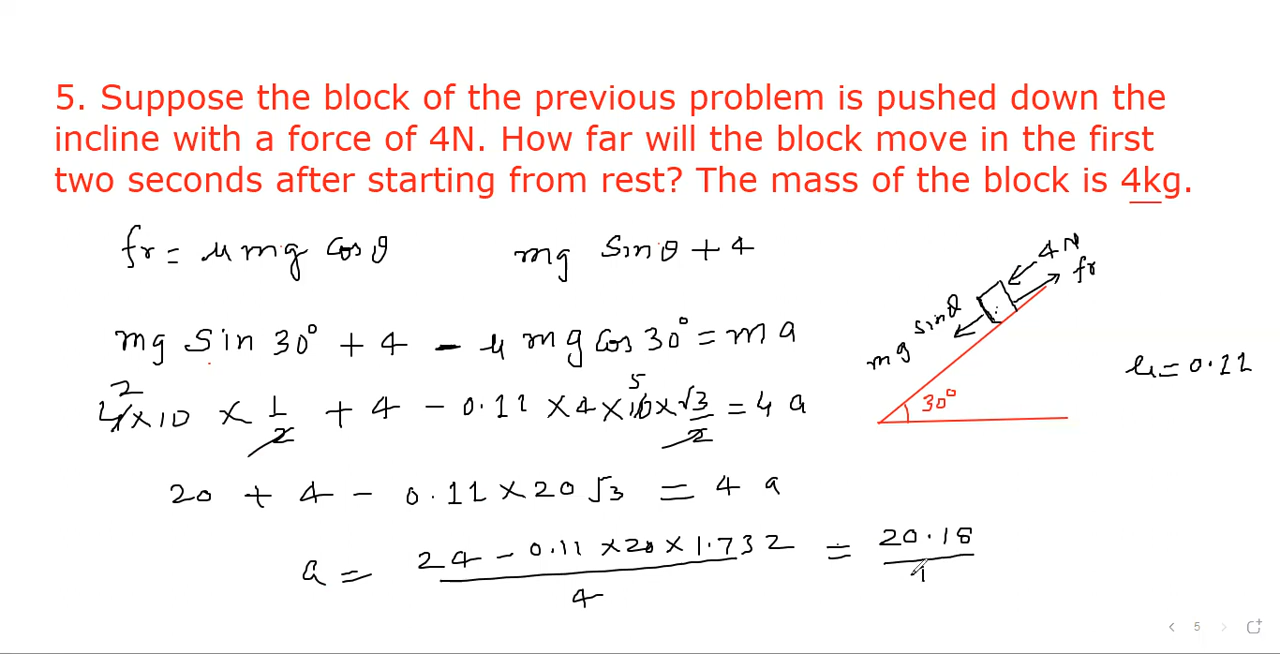 5. Suppose the block of the previous problem is pushed down the
incline with a force of 4N. How far will the block move in the first
two seconds after starting from rest? The mass of the block is 4kg.
fr = μ mg cos θ    mg sin θ + 4
mg sin 30° + 4 - μ mg cos 30° = m a
4 2 × 10 × 1/2 + 4 - 0.11 × 4 × 10 5 × √3/2 = 4 a
20 + 4 - 0.11 × 20 √3 = 4 a
a = (24 - 0.11 × 20 × 1.732)/4 = 20.18/
4N
fr
mg sin θ
30°
μ = 0.11
5